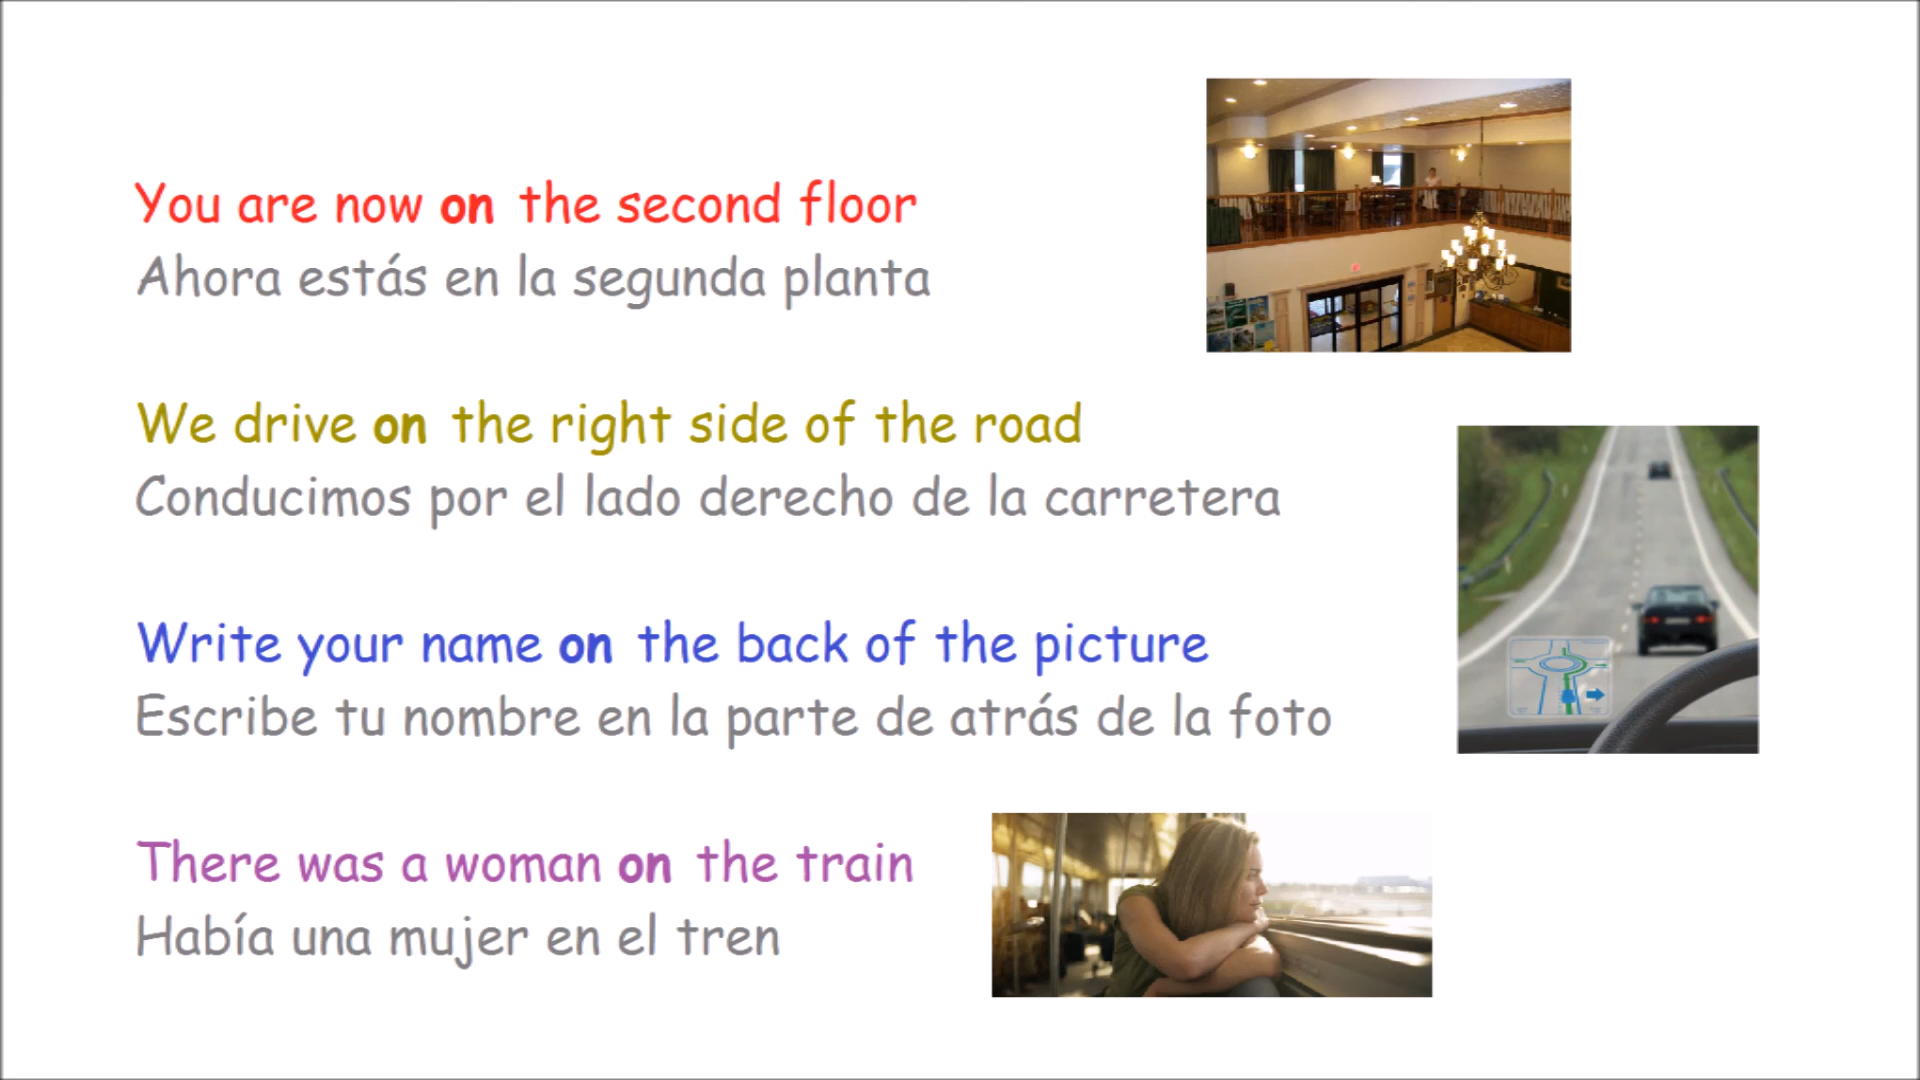 You are now on the second floor
Ahora estás en la segunda planta
We drive on the right side of the road
Conducimos por el lado derecho de la carretera
Write your name on the back of the picture
Escribe tu nombre en la parte de atrás de la foto
There was a woman on the train
Había una mujer en el tren